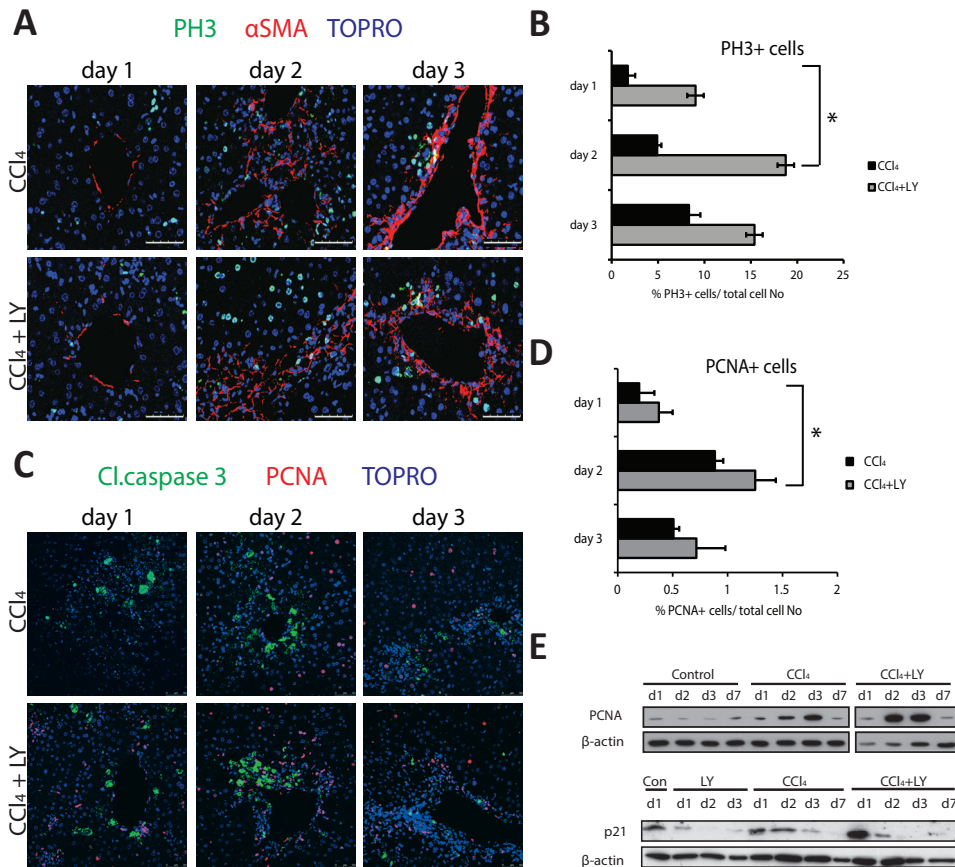 A
PH3 αSMA TOPRO
day 1 day 2 day 3
CCl₄
CCl₄ + LY
B
PH3+ cells
day 1
day 2
day 3
*
CCl₄
CCl₄+LY
0 5 10 15 20 25
% PH3+ cells/ total cell No
C
Cl.caspase 3 PCNA TOPRO
day 1 day 2 day 3
CCl₄
CCl₄ + LY
D
PCNA+ cells
day 1
day 2
day 3
*
CCl₄
CCl₄+LY
0 0.5 1 1.5 2
% PCNA+ cells/ total cell No
E
Control CCl₄ CCl₄+LY
d1 d2 d3 d7 d1 d2 d3 d7 d1 d2 d3 d7
PCNA
β-actin
Con LY CCl₄ CCl₄+LY
d1 d1 d2 d3 d1 d2 d3 d7 d1 d2 d3 d7
p21
β-actin